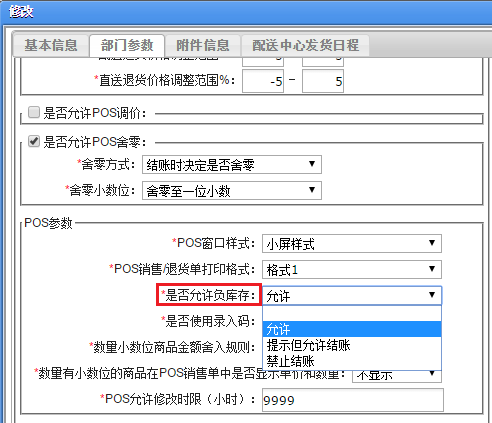 修改
基本信息 部门参数 附件信息 配送中心发货日程
*直送退货价格调整范围%： -5 － 5
是否允许POS调价：
是否允许POS舍零：
*舍零方式： 结账时决定是否舍零
*舍零小数位： 舍零至一位小数
POS参数
*POS窗口样式： 小屏样式
*POS销售/退货单打印格式： 格式1
*是否允许负库存： 允许
*是否使用录入码：
允许
*数量小数位商品金额舍入规则： 提示但允许结账
禁止结账
*数量有小数位的商品在POS销售单中是否显示单价和数量： 不显示
*POS允许修改时限（小时）： 9999